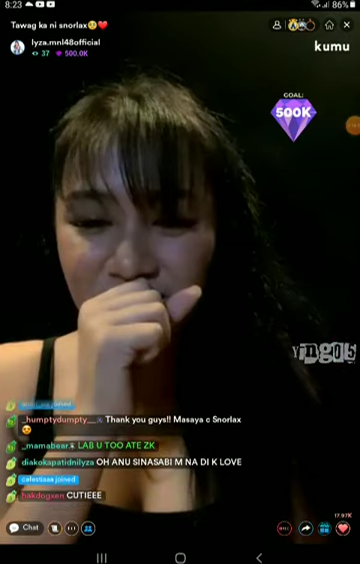 8:23
86%
Tawag ka ni snorlax🥺❤️
lyza.mnl48official
37 500.0K
kumu
GOAL:
500K
yngo5
joined
_humptydumpty__ Thank you guys!! Masaya c Snorlax
_mamabear LAB U TOO ATE ZK
diakokapatidnilyza OH ANU SINASABI M NA DI K LOVE
celestiaaa joined
hakdogxen CUTIEEE
17.97K
Chat